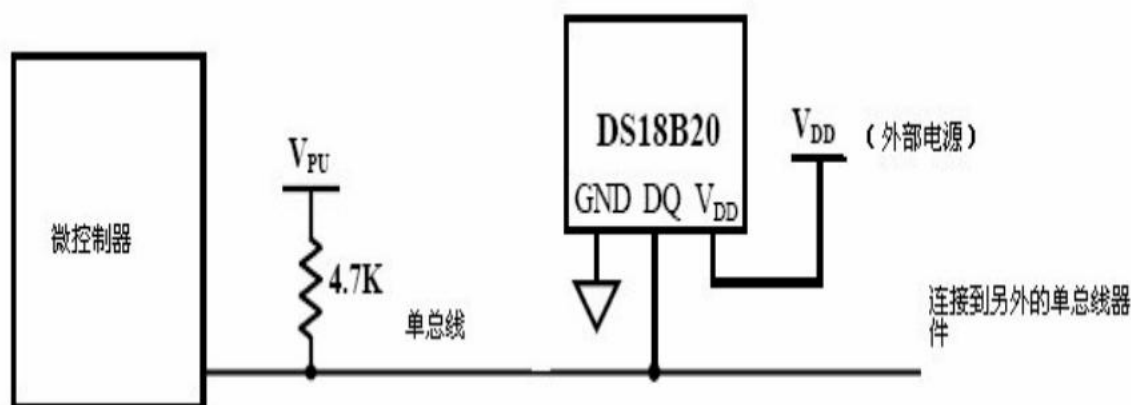 DS18B20
V_DD
（外部电源）
V_PU
GND DQ V_DD
微控制器
4.7K
单总线
连接到另外的单总线器
件